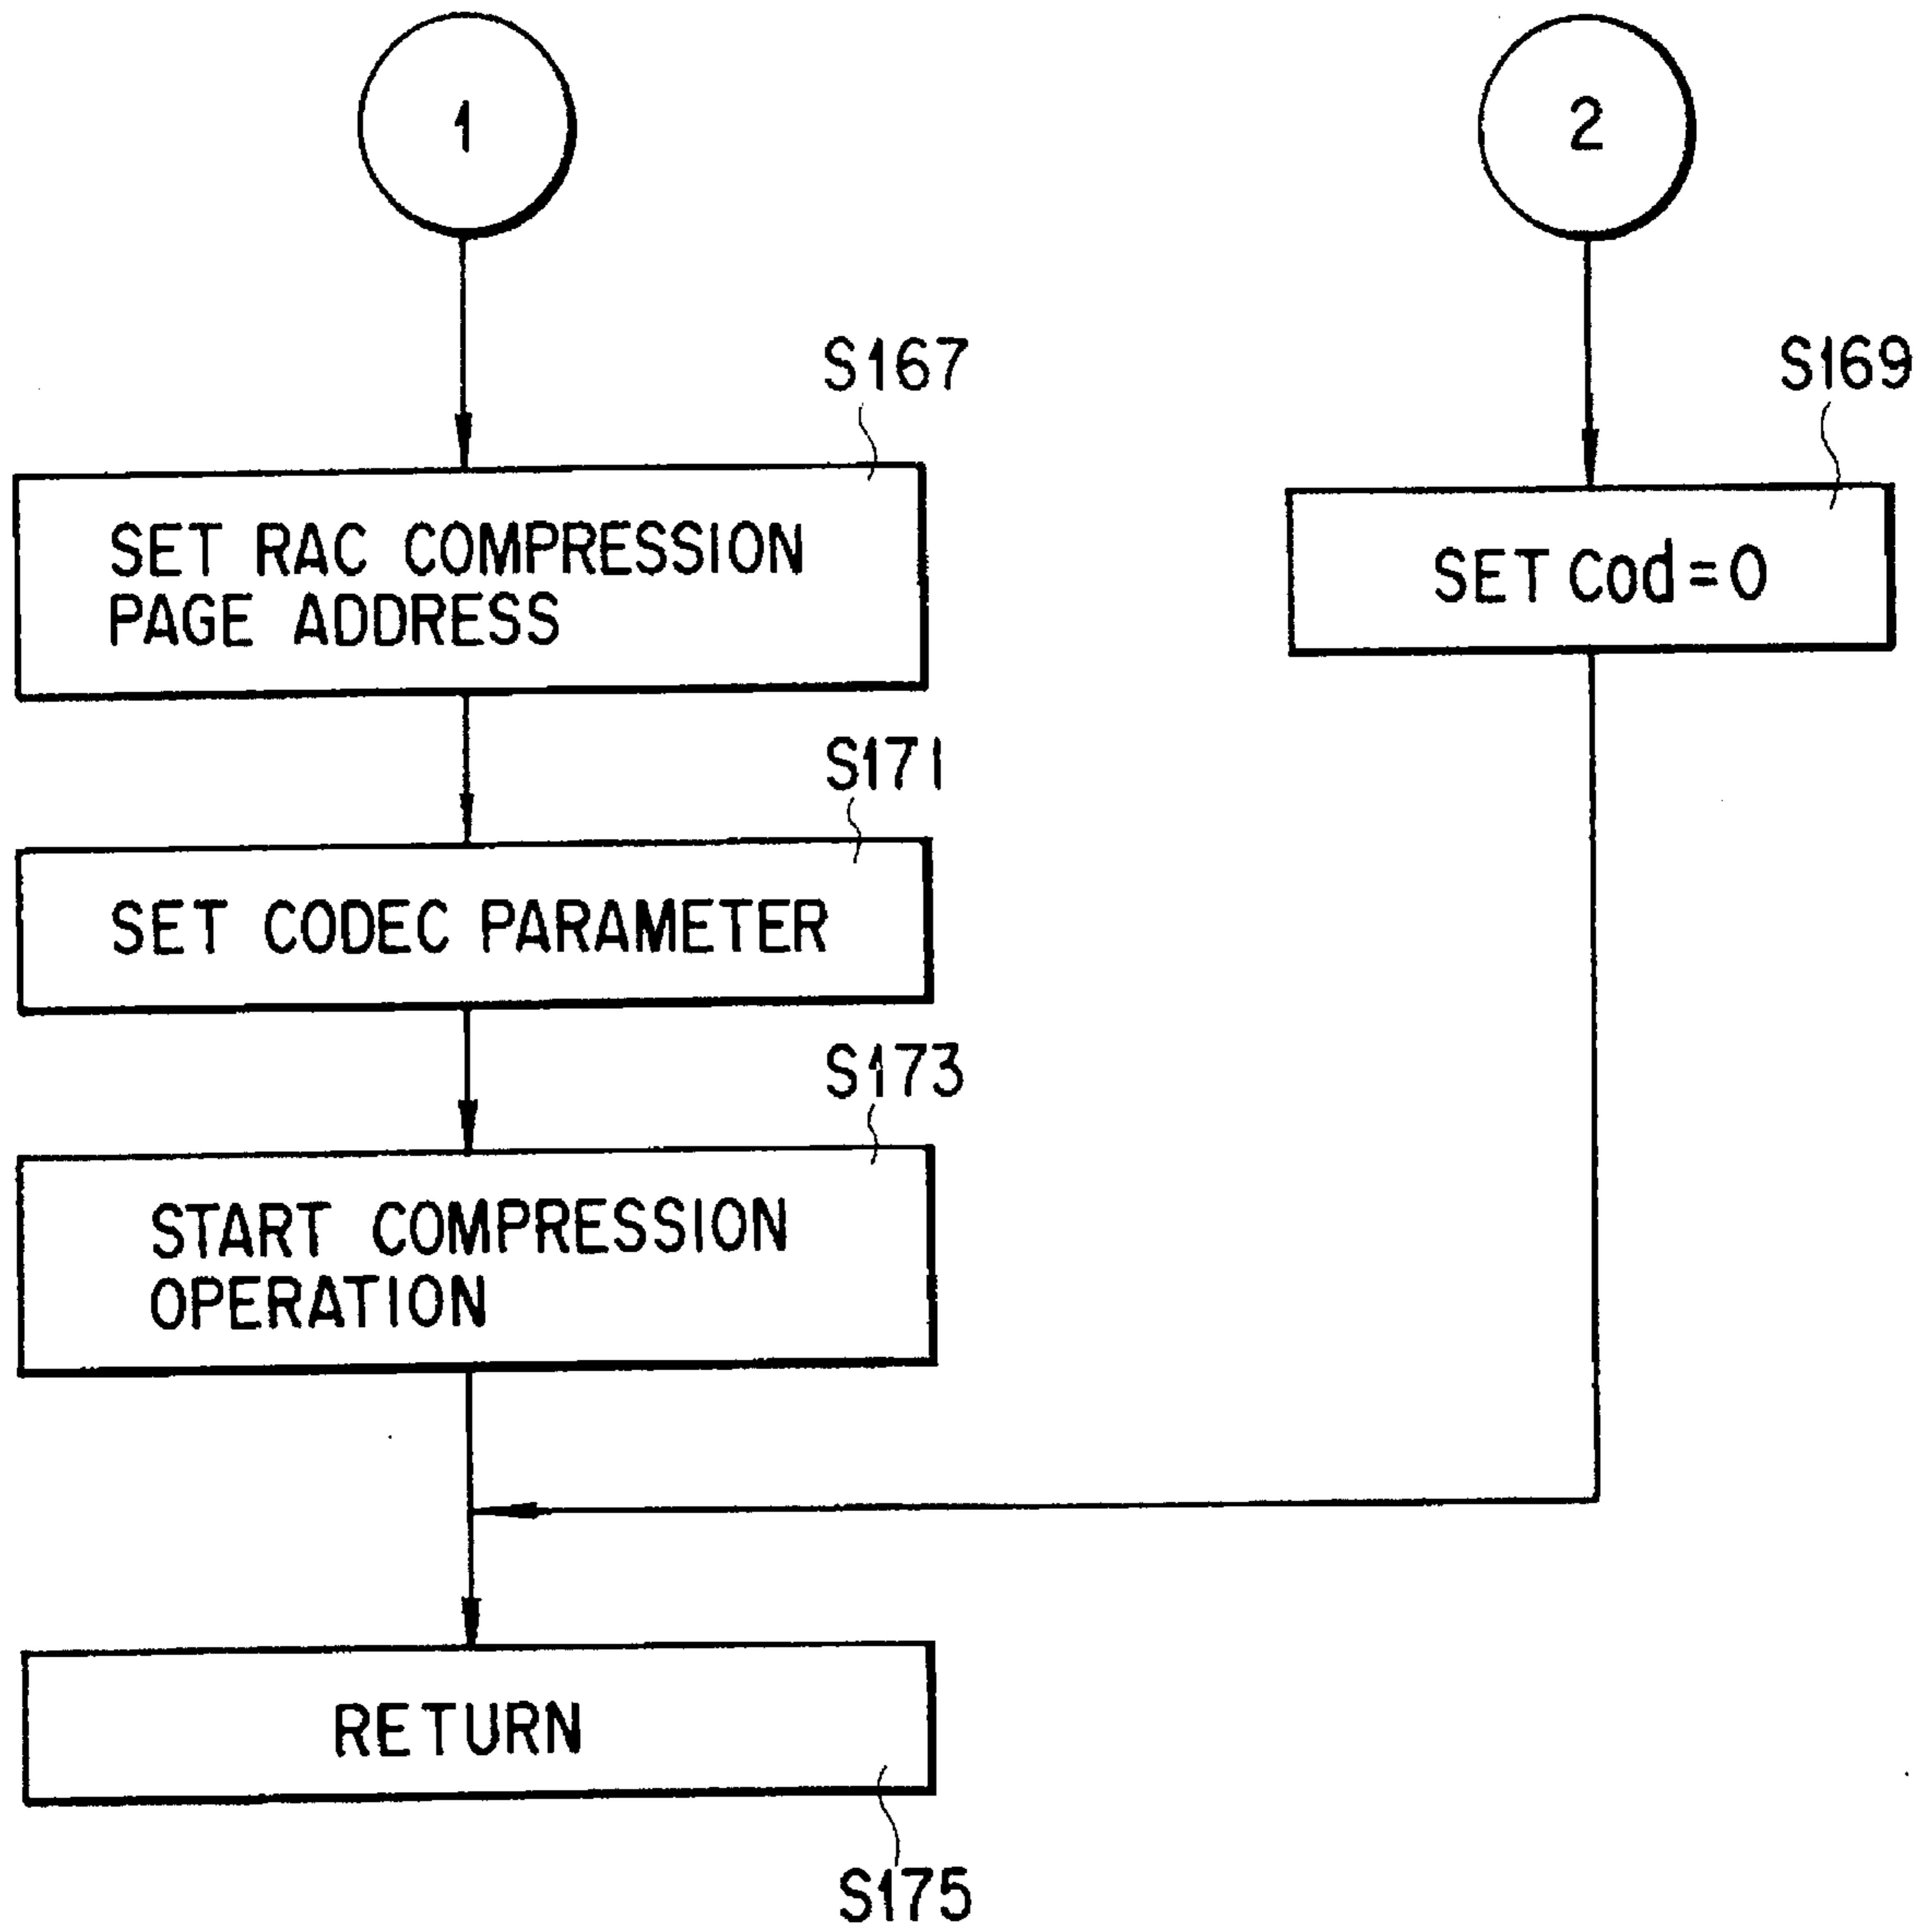 1
2
S167
SET RAC COMPRESSION
PAGE ADDRESS
S169
SET Cod=0
S171
SET CODEC PARAMETER
S173
START COMPRESSION
OPERATION
RETURN
S175